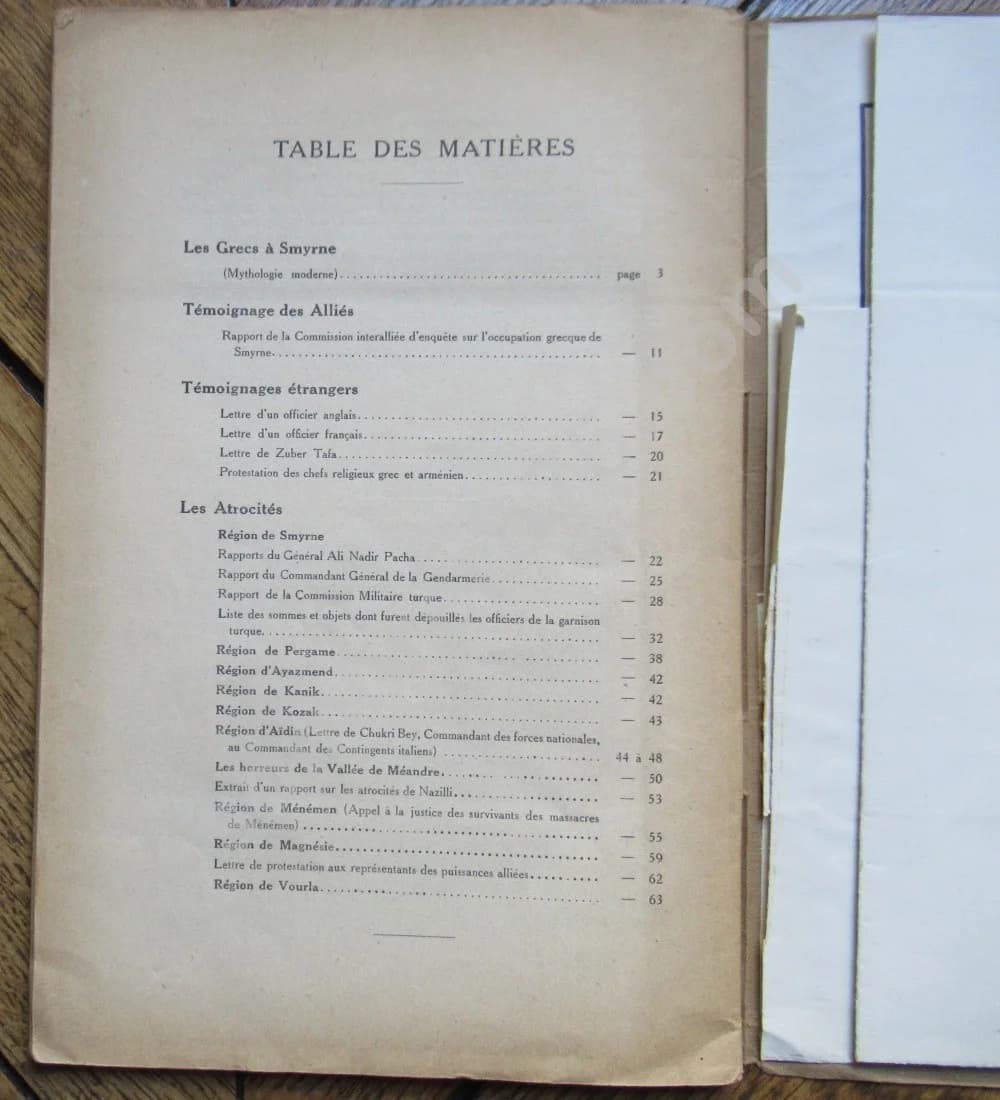 TABLE DES MATIÈRES
Les Grecs à Smyrne
(Mythologie moderne)........................................ page 3
Témoignage des Alliés
Rapport de la Commission interalliée d'enquête sur l'occupation grecque de
Smyrne.................................................. — 11
Témoignages étrangers
Lettre d'un officier anglais..................................... — 15
Lettre d'un officier français.................................... — 17
Lettre de Zuber Tafa........................................ — 20
Protestation des chefs religieux grec et arménien..................... — 21
Les Atrocités
Région de Smyrne
Rapports du Général Ali Nadir Pacha............................ — 22
Rapport du Commandant Général de la Gendarmerie................ — 25
Rapport de la Commission Militaire turque........................ — 28
Liste des sommes et objets dont furent dépouillés les officiers de la garnison
turque................................................... — 32
Région de Pergame........................................ — 38
Région d'Ayazmend........................................ — 42
Région de Kanik.......................................... — 42
Région de Kozak.......................................... — 43
Région d'Aïdin (Lettre de Chukri Bey, Commandant des forces nationales,
au Commandant des Contingents italiens)....................... 44 à 48
Les horreurs de la Vallée de Méandre........................... — 50
Extrait d'un rapport sur les atrocités de Nazilli..................... — 53
Région de Ménémen (Appel à la justice des survivants des massacres
de Ménémen)............................................. — 55
Région de Magnésie........................................ — 59
Lettre de protestation aux représentants des puissances alliées.......... — 62
Région de Vourla.......................................... — 63
om